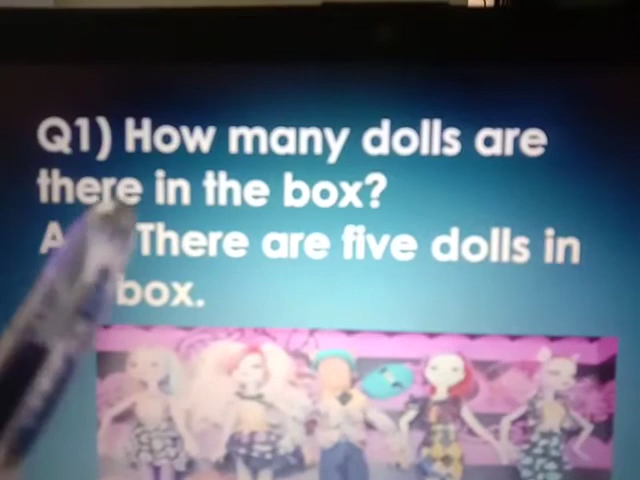 Q1) How many dolls are
there in the box?
A There are five dolls in
box.